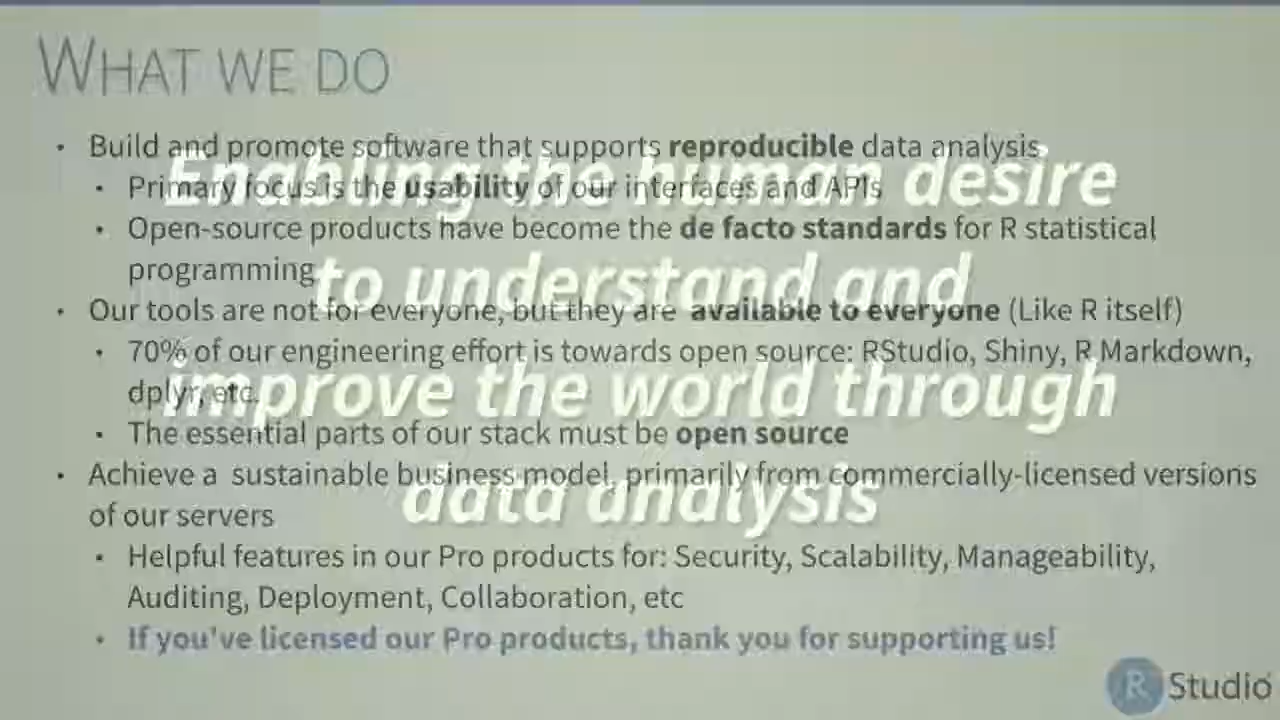 WHAT WE DO
• Build and promote software that supports reproducible data analysis
• Primary focus is the usability of our interfaces and APIs
• Open-source products have become the de facto standards for R statistical
programming
• Our tools are not for everyone, but they are available to everyone (Like R itself)
• 70% of our engineering effort is towards open source: RStudio, Shiny, R Markdown,
dplyr, etc.
• The essential parts of our stack must be open source
• Achieve a sustainable business model, primarily from commercially-licensed versions
of our servers
• Helpful features in our Pro products for: Security, Scalability, Manageability,
Auditing, Deployment, Collaboration, etc
• If you've licensed our Pro products, thank you for supporting us!
Enabling the human desire
to understand and
improve the world through
data analysis
R Studio